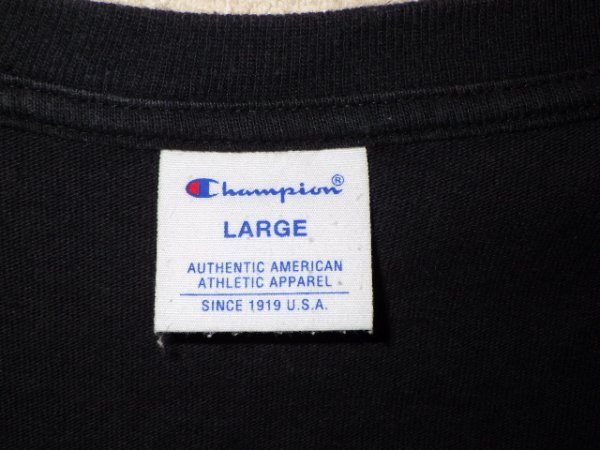 Champion®
LARGE
AUTHENTIC AMERICAN
ATHLETIC APPAREL
SINCE 1919 U.S.A.